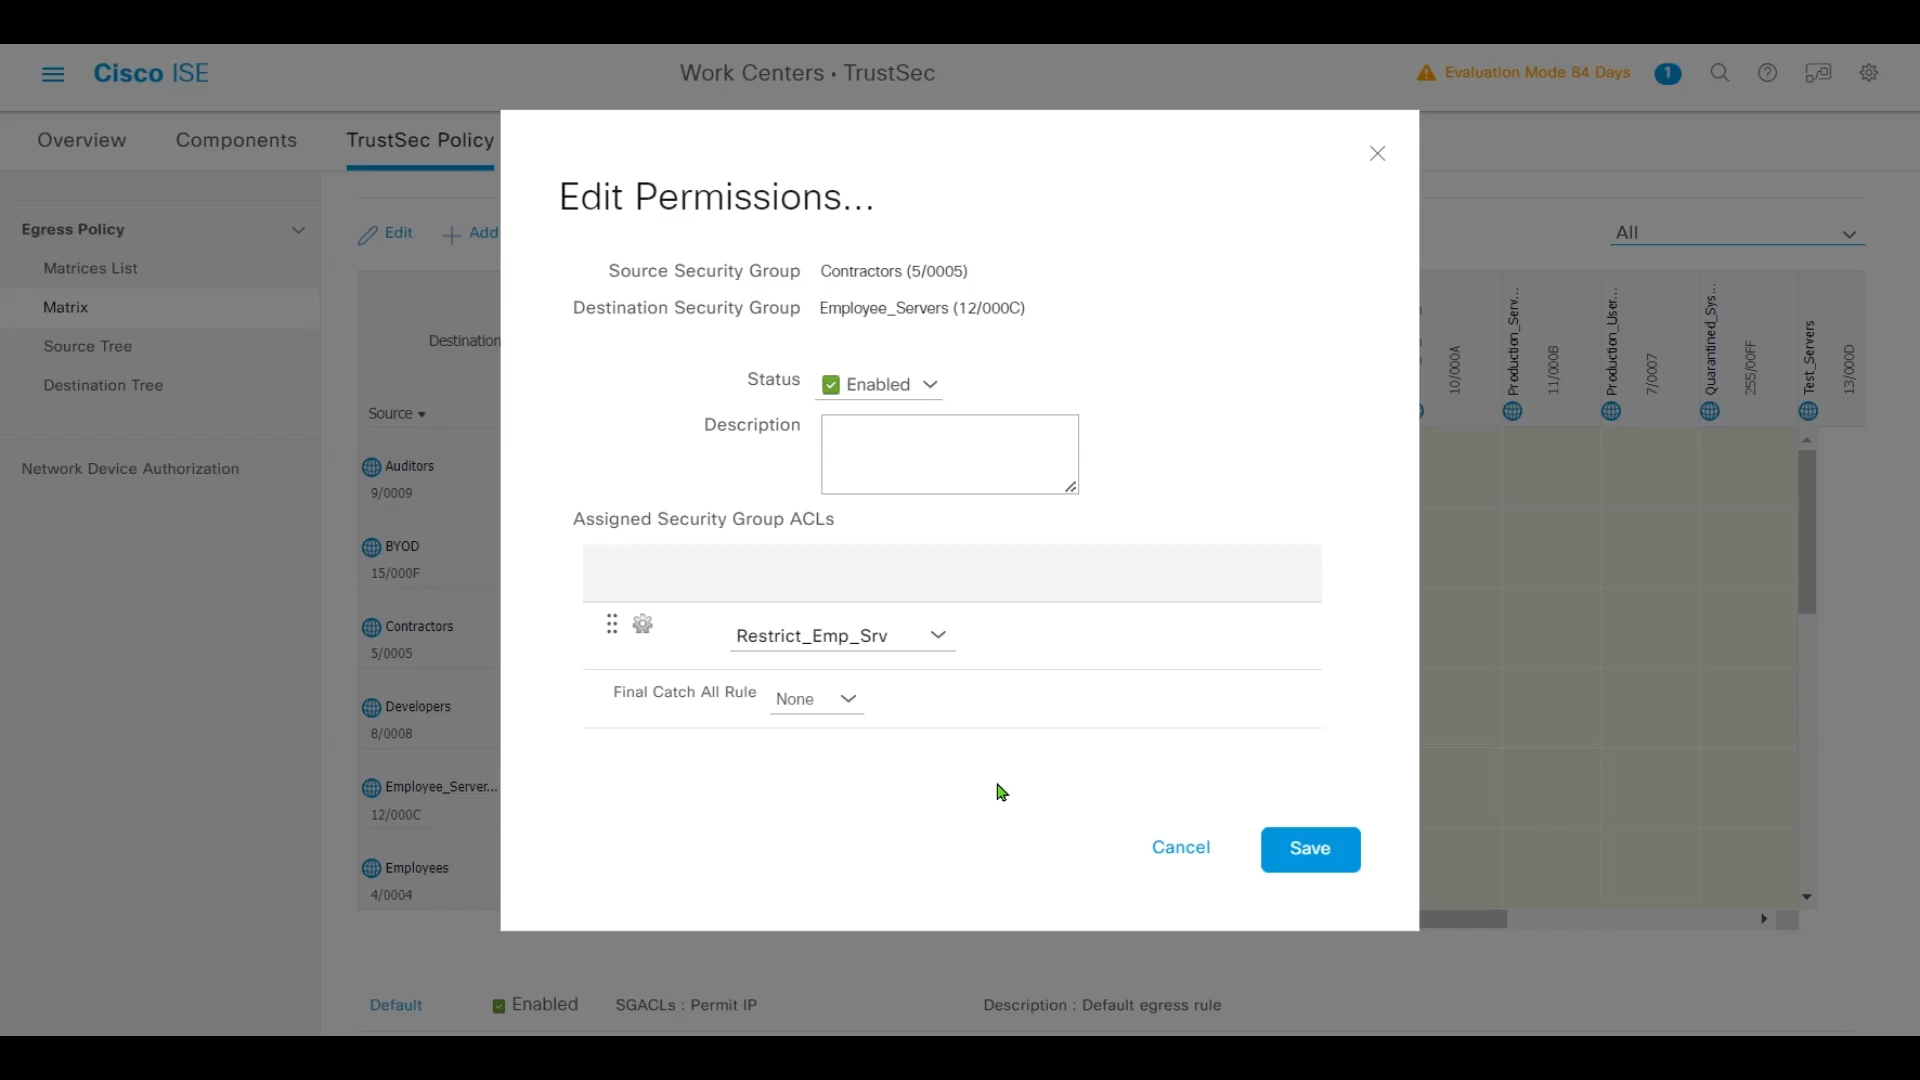 Cisco ISE
Work Centers • TrustSec
Evaluation Mode 84 Days
1
Overview
Components
TrustSec Policy
Egress Policy
Matrices List
Matrix
Source Tree
Destination Tree
Network Device Authorization
Edit
Add
All
Destination
Source
10/000A
Production_Serv...
11/000B
Production_User...
7/0007
Quarantined_Sys...
255/00FF
Test_Servers
13/000D
Auditors
9/0009
BYOD
15/000F
Contractors
5/0005
Developers
8/0008
Employee_Server...
12/000C
Employees
4/0004
Edit Permissions...
Source Security Group Contractors (5/0005)
Destination Security Group Employee_Servers (12/000C)
Status Enabled
Description
Assigned Security Group ACLs
Restrict_Emp_Srv
Final Catch All Rule None
Cancel
Save
Default Enabled SGACLs : Permit IP Description : Default egress rule